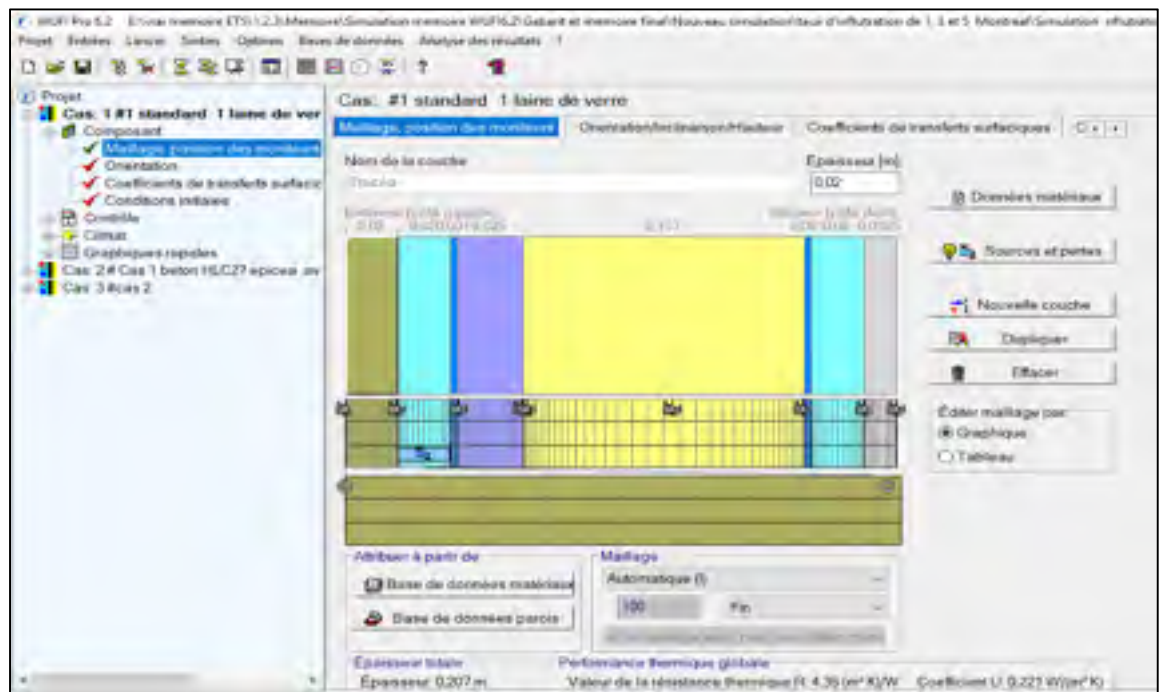 WUFI Pro 6.2
Projet Entrées Lancer Sorties Options Bases de données Analyse des résultats ?
Projet
Cas: 1 #1 standard 1 laine de ver
Composant
Maillage, position des moniteurs
Orientation
Coefficients de transferts surfacic
Conditions initiales
Contrôle
Climat
Graphiques rapides
Cas: 2 # Cas 1 beton HLC27 epicea
Cas: 3 #cas 2
Cas: #1 standard 1 laine de verre
Maillage, position des moniteurs Orientation/Inclinaison/Hauteur Coefficients de transferts surfaciques
Nom de la couche Epaisseur [m]
0,02
Données matériaux
Sources et pertes
Nouvelle couche
Dupliquer
Effacer
Éditer maillage par:
Graphique
Tableau
Attribuer à partir de
Base de données matériaux
Base de données parois
Maillage
Automatique (I)
100 Fin
Epaisseur totale Performance thermique globale
Epaisseur: 0,207 m Valeur de la résistance thermique R: 4,35 (m² K)/W Coefficient U: 0,221 W/(m² K)